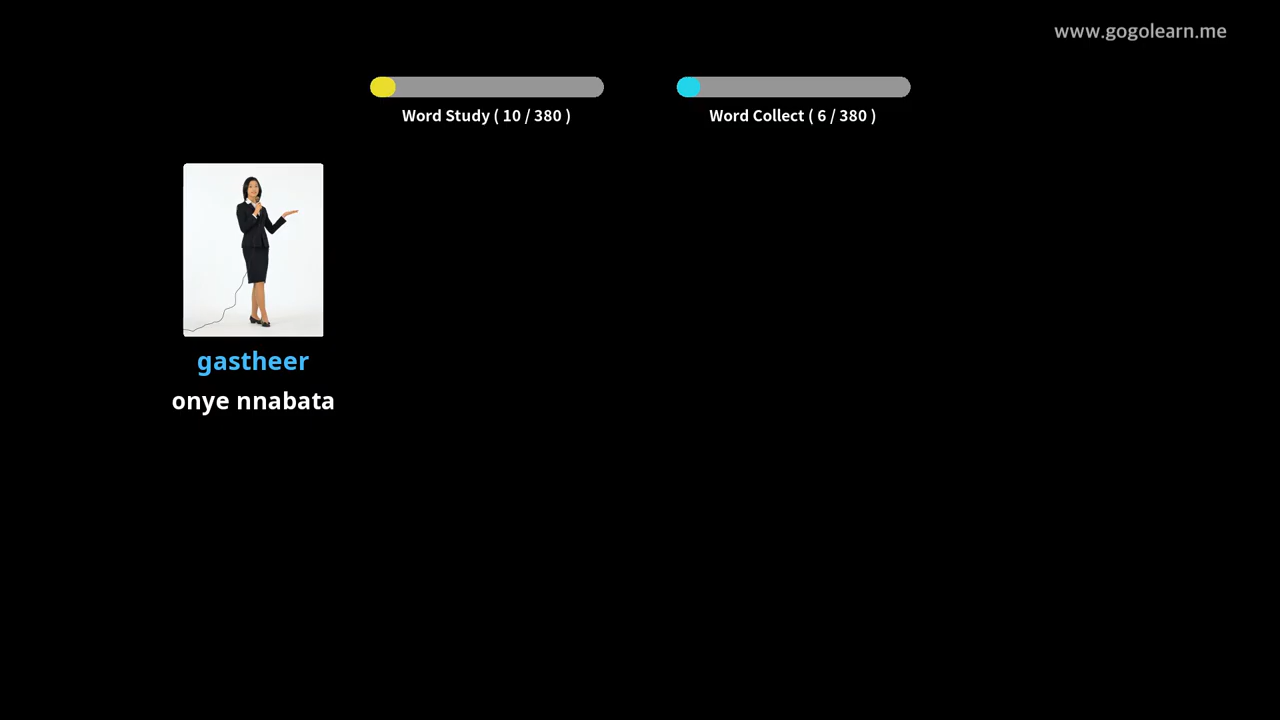 www.gogolearn.me
Word Study ( 10 / 380 )
Word Collect ( 6 / 380 )
gastheer
onye nnabata